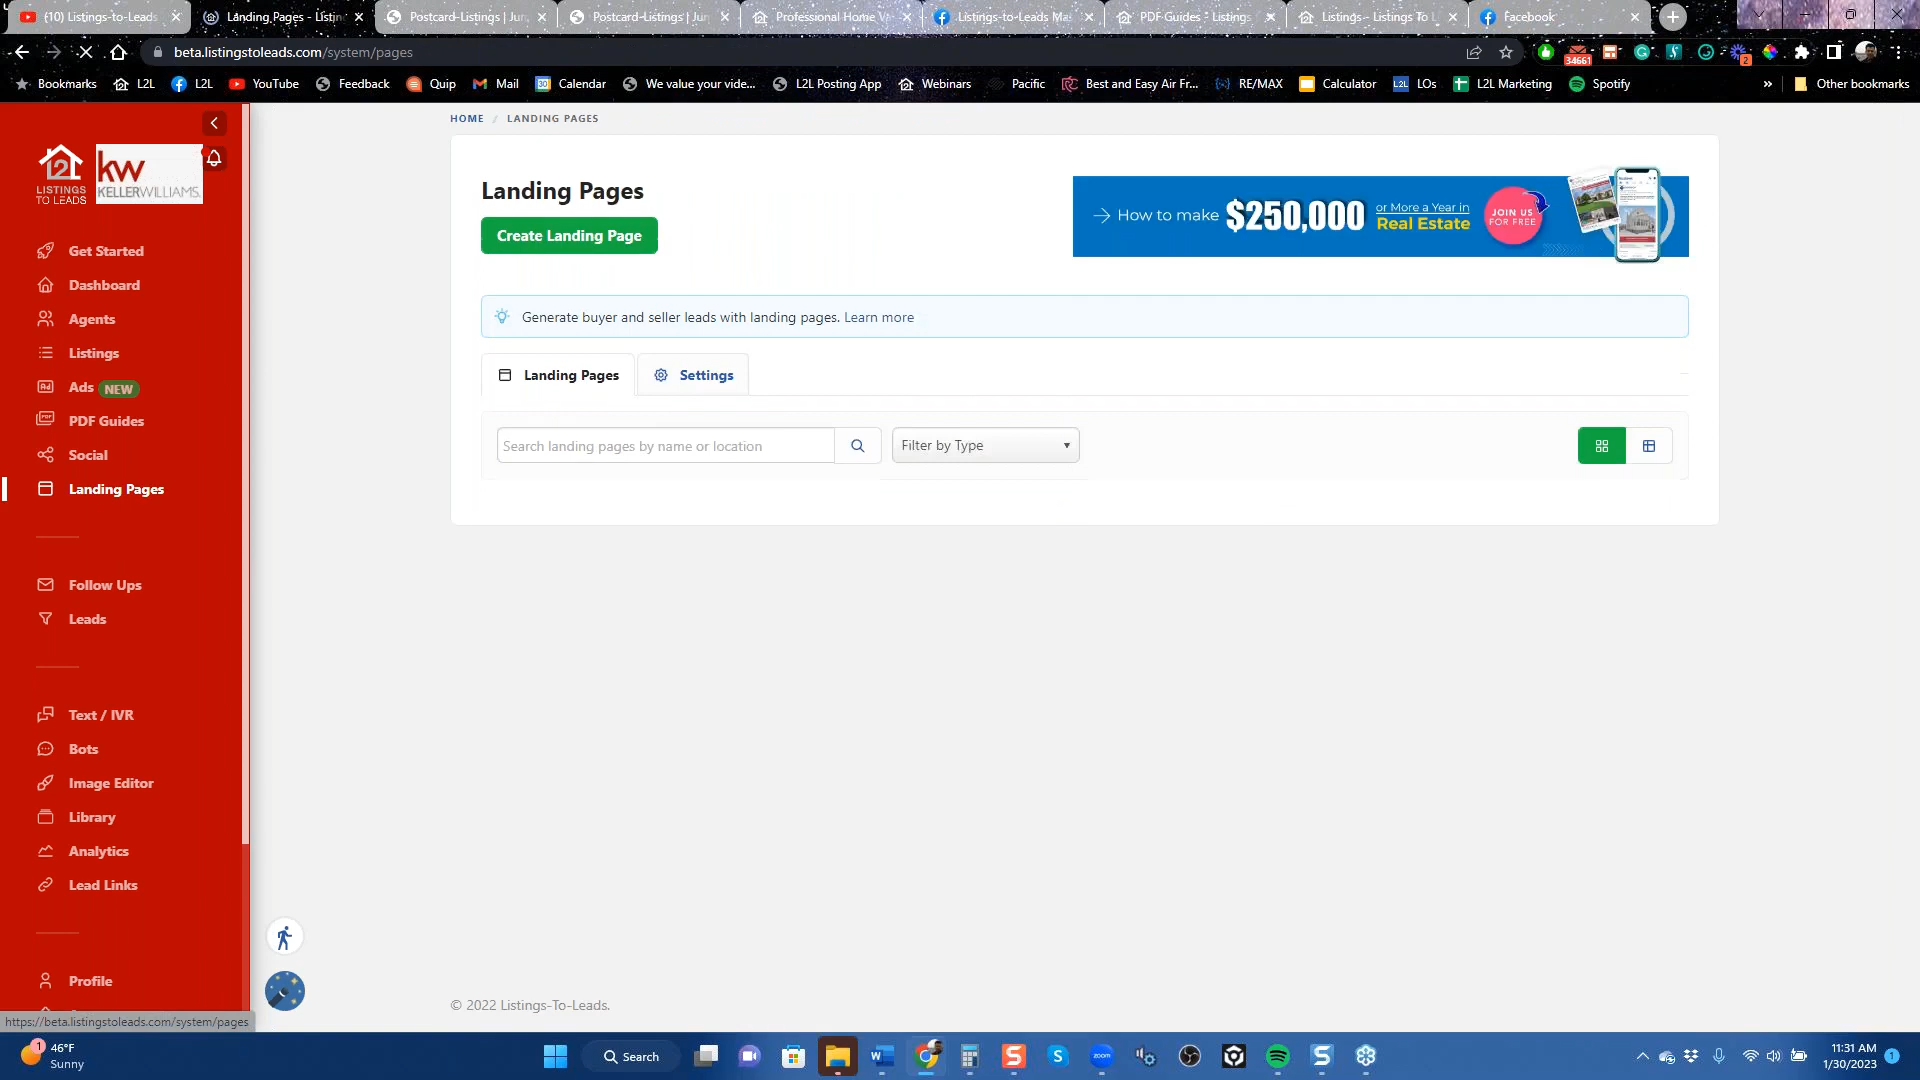 (10) Listings-to-Leads
Landing Pages - Listin
Postcard-Listings | Jun
Postcard-Listings | Jun
Professional Home Va
Listings-to-Leads Mas
PDF Guides - Listings
Listings - Listings To L
Facebook
beta.listingstoleads.com/system/pages
34661
2
Bookmarks
L2L
L2L
YouTube
Feedback
Quip
Mail
Calendar
We value your vide...
L2L Posting App
Webinars
Pacific
Best and Easy Air Fr...
RE/MAX
Calculator
LOs
L2L Marketing
Spotify
»
Other bookmarks
LISTINGS
TO LEADS
kw
KELLERWILLIAMS.
Get Started
Dashboard
Agents
Listings
Ads NEW
PDF Guides
Social
Landing Pages
Follow Ups
Leads
Text / IVR
Bots
Image Editor
Library
Analytics
Lead Links
Profile
https://beta.listingstoleads.com/system/pages
HOME / LANDING PAGES
Landing Pages
Create Landing Page
How to make $250,000 or More a Year in Real Estate
JOIN US
FOR FREE
Generate buyer and seller leads with landing pages. Learn more
Landing Pages
Settings
Search landing pages by name or location
Filter by Type
© 2022 Listings-To-Leads.
1
46°F
Sunny
Search
zoom
11:31 AM
1/30/2023
1